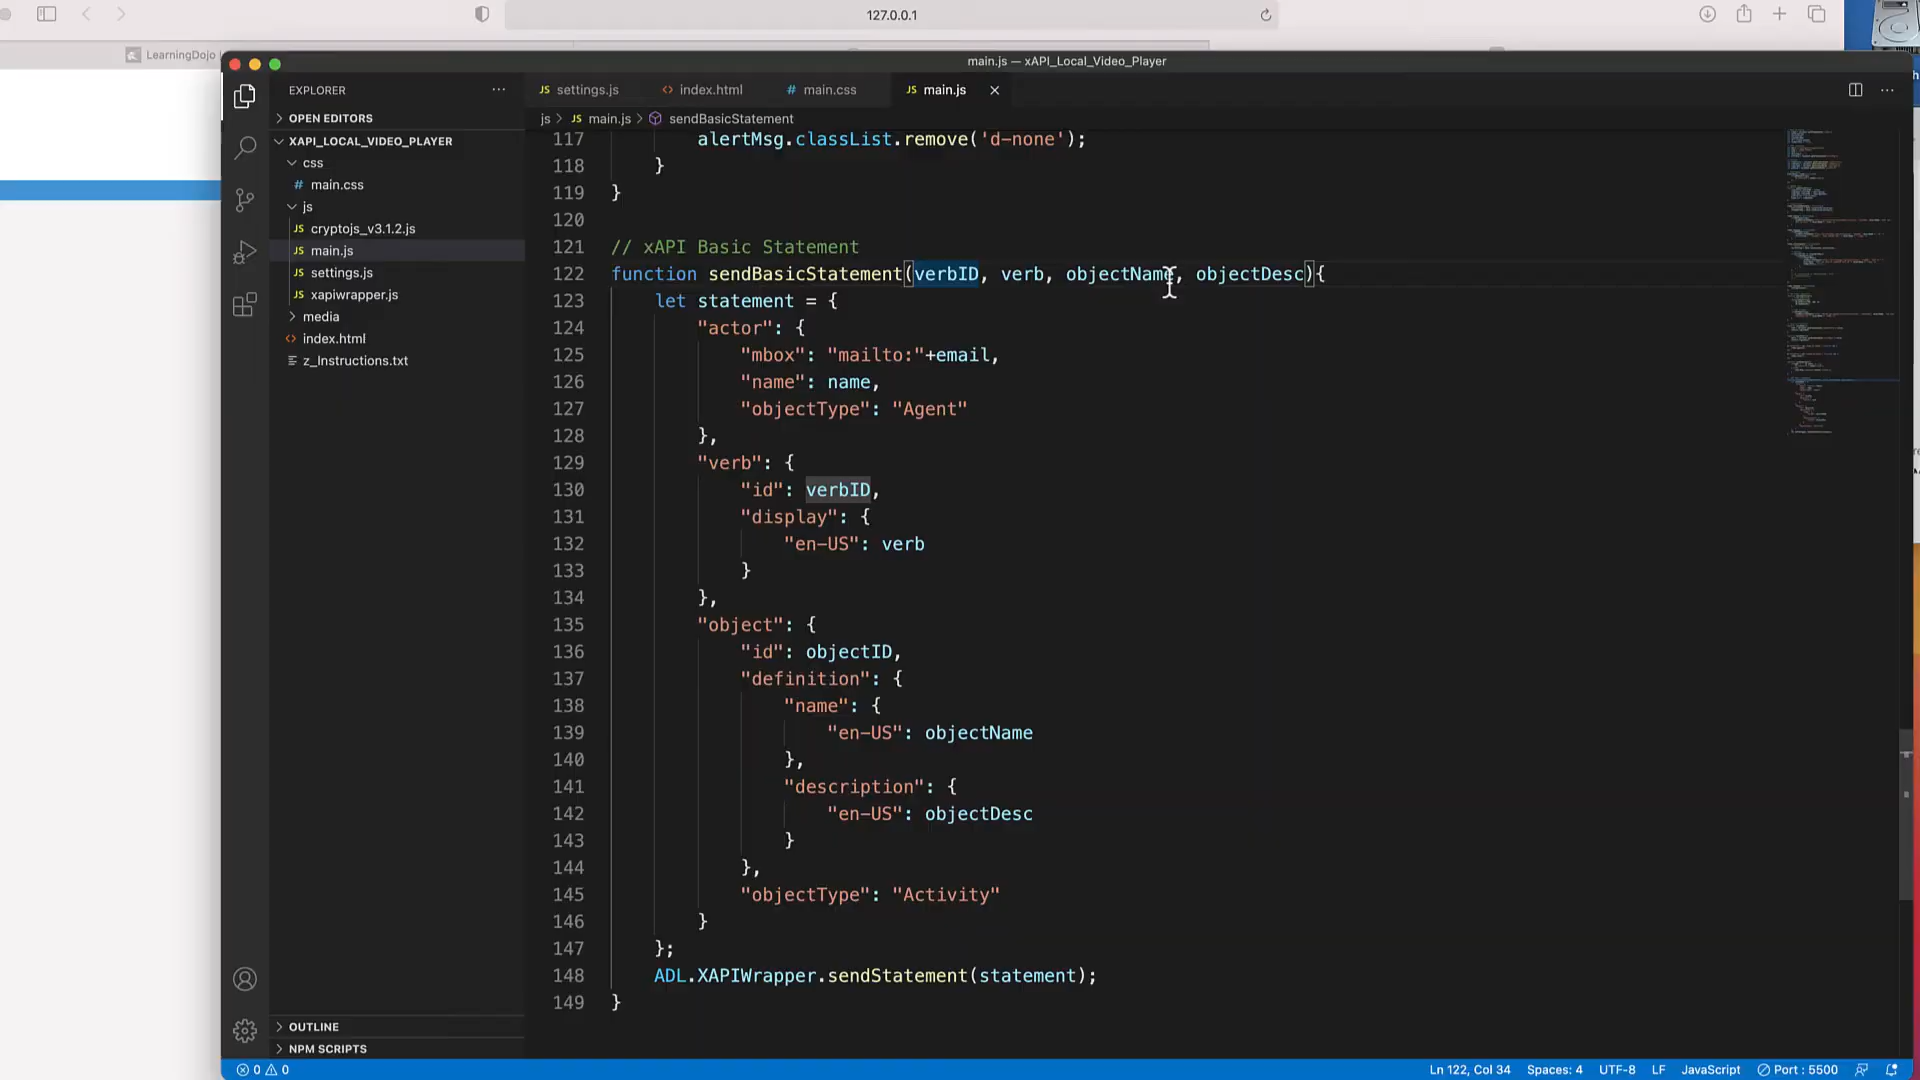 127.0.0.1
LearningDojo
main.js — xAPI_Local_Video_Player
EXPLORER
OPEN EDITORS
XAPI_LOCAL_VIDEO_PLAYER
css
# main.css
js
JS cryptojs_v3.1.2.js
JS main.js
JS settings.js
JS xapiwrapper.js
media
<> index.html
z_Instructions.txt
OUTLINE
NPM SCRIPTS
JS settings.js <> index.html # main.css JS main.js
js > JS main.js > sendBasicStatement
117 alertMsg.classList.remove('d-none');
118 }
119 }
120
121 // xAPI Basic Statement
122 function sendBasicStatement(verbID, verb, objectName, objectDesc){
123 let statement = {
124 "actor": {
125 "mbox": "mailto:"+email,
126 "name": name,
127 "objectType": "Agent"
128 },
129 "verb": {
130 "id": verbID,
131 "display": {
132 "en-US": verb
133 }
134 },
135 "object": {
136 "id": objectID,
137 "definition": {
138 "name": {
139 "en-US": objectName
140 },
141 "description": {
142 "en-US": objectDesc
143 }
144 },
145 "objectType": "Activity"
146 }
147 };
148 ADL.XAPIWrapper.sendStatement(statement);
149 }
0 0 Ln 122, Col 34 Spaces: 4 UTF-8 LF JavaScript Port : 5500